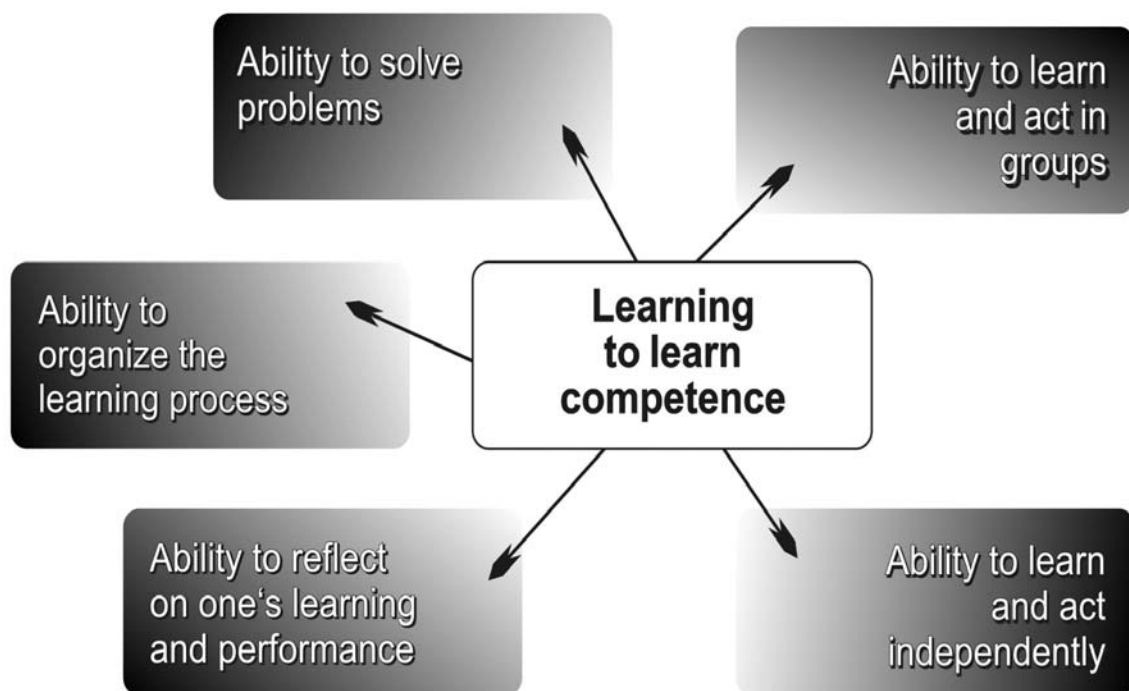 Ability to solve
problems
Ability to learn
and act in
groups
Ability to
organize the
learning process
Learning
to learn
competence
Ability to reflect
on one‘s learning
and performance
Ability to learn
and act
independently